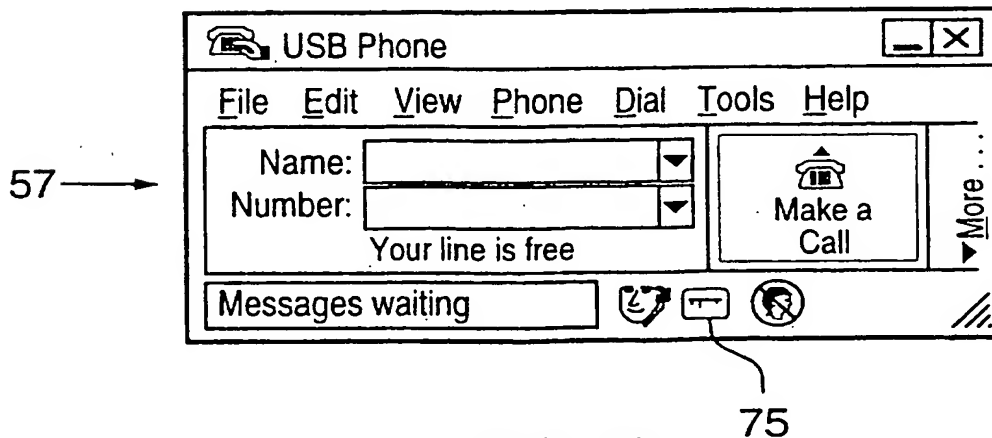 USB Phone
File Edit View Phone Dial Tools Help
57
Name:
Number:
Your line is free
Make a
Call
More...
Messages waiting
75